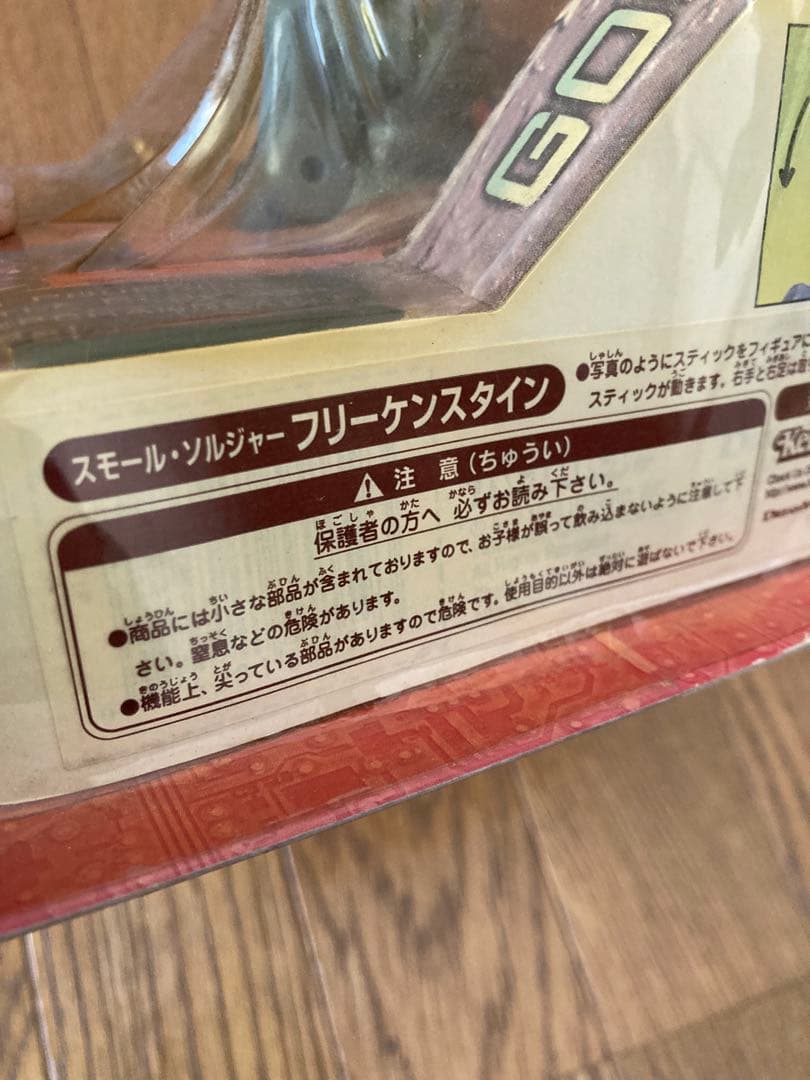 GO
スモール・ソルジャー フリーケンスタイン
●写真のようにスティックをフィギュアに
スティックが動きます。右手と右足は
⚠ 注意(ちゅうい)
保護者の方へ 必ずお読み下さい。
●商品には小さな部品が含まれておりますので、お子様が誤って飲み込まないように注意して下
さい。窒息などの危険があります。
●機能上、尖っている部品がありますので危険です。使用目的以外は絶対に遊ばないで下さい。